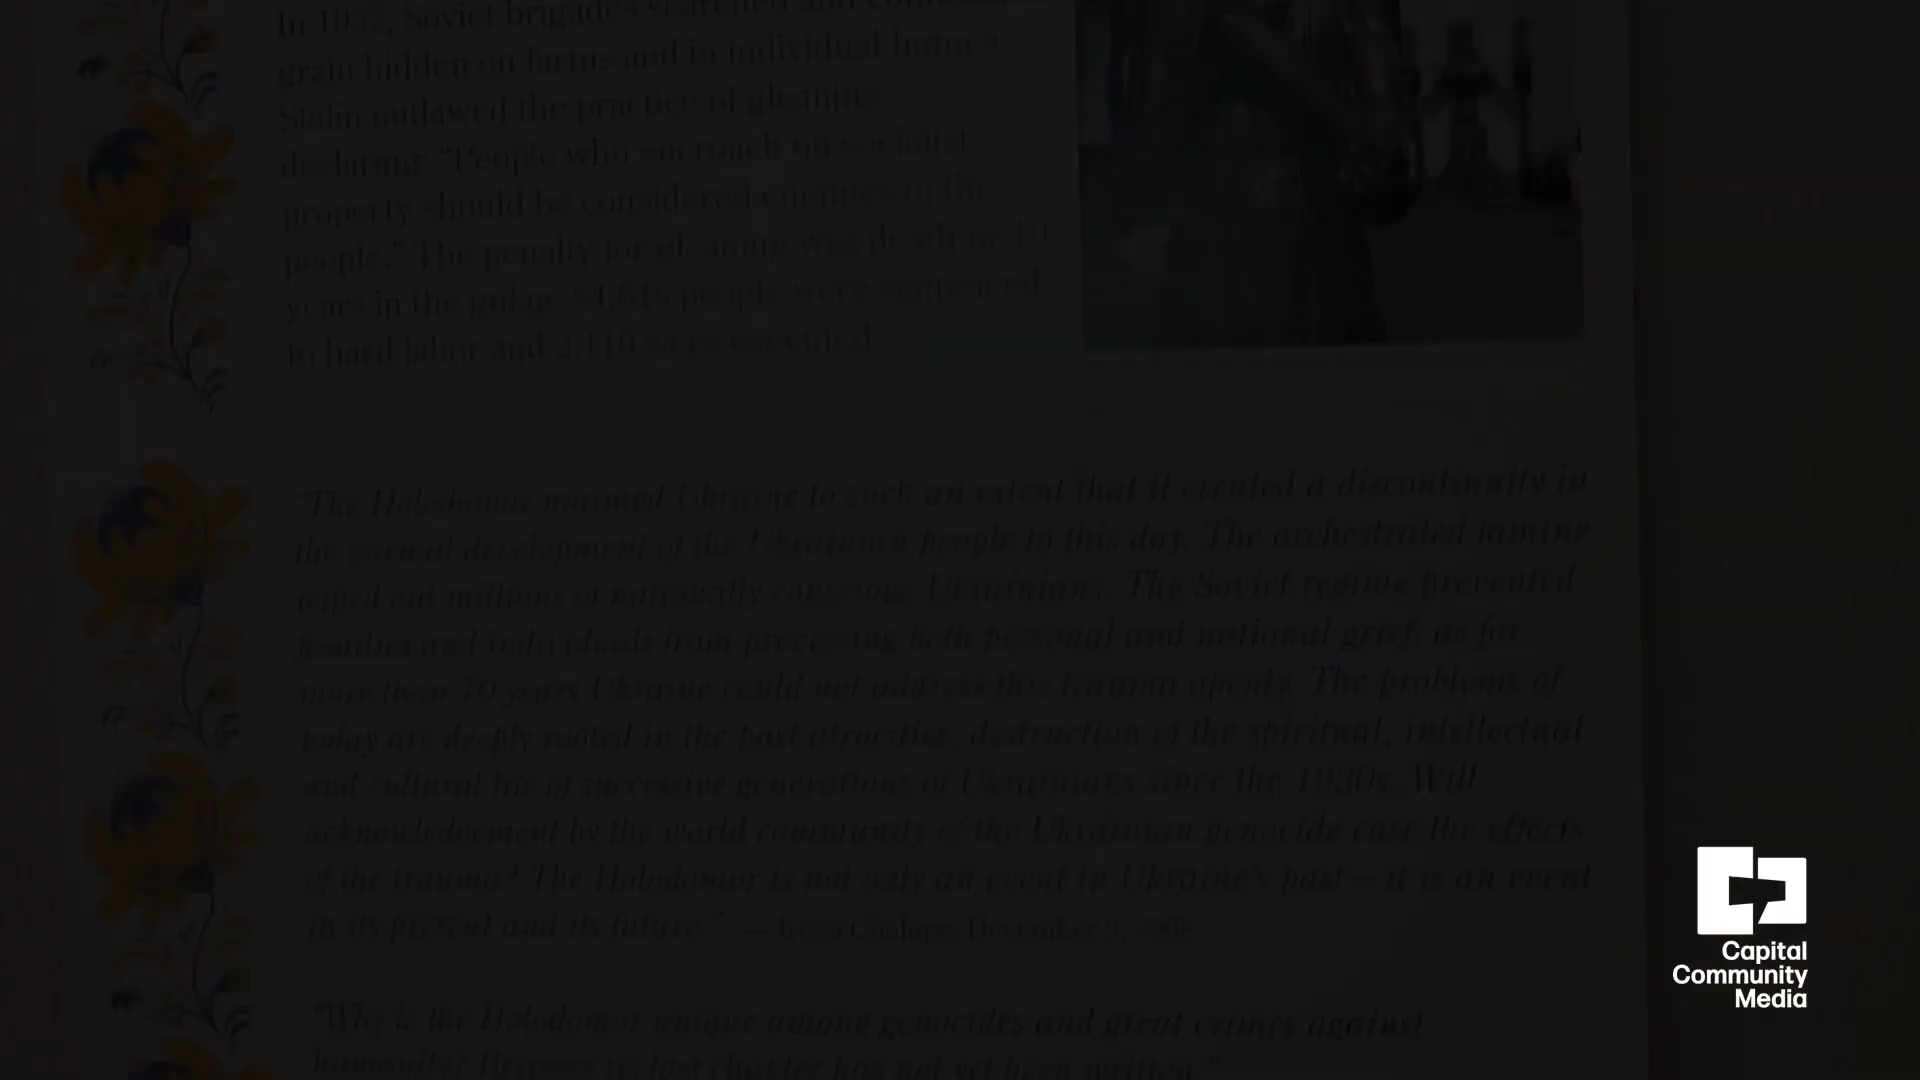 In 1932, Soviet brigades searched and
grain hidden on farms and in individual homes.
Stalin outlawed the practice of gleaning,
declaring: “People who encroach on socialist
property should be considered enemies of the
people.” The penalty for gleaning was death or 10
years in the gulag. people were sentenced
to hard labor and 2,110 were executed.
“The Holodomor maimed Ukraine to such an extent that it created a discontinuity in
the normal development of the Ukrainian people to this day. The orchestrated famine
wiped out millions of nationally conscious Ukrainians. The Soviet regime prevented
families and individuals from processing both personal and national grief, as for
more than 70 years Ukraine could not address this trauma openly. The problems of
today are deeply rooted in the past atrocities, destruction of the spiritual, intellectual
and cultural life of successive generations of Ukrainians since the 1930s. Will
acknowledgement by the world community of the Ukrainian genocide ease the effects
of the trauma? The Holodomor is not only an event in Ukraine's past – it is an event
in its present and its future.” — December
“Why is the Holodomor unique among genocides and great crimes against
humanity? Because its last chapter has not yet been written.”
Capital
Community
Media